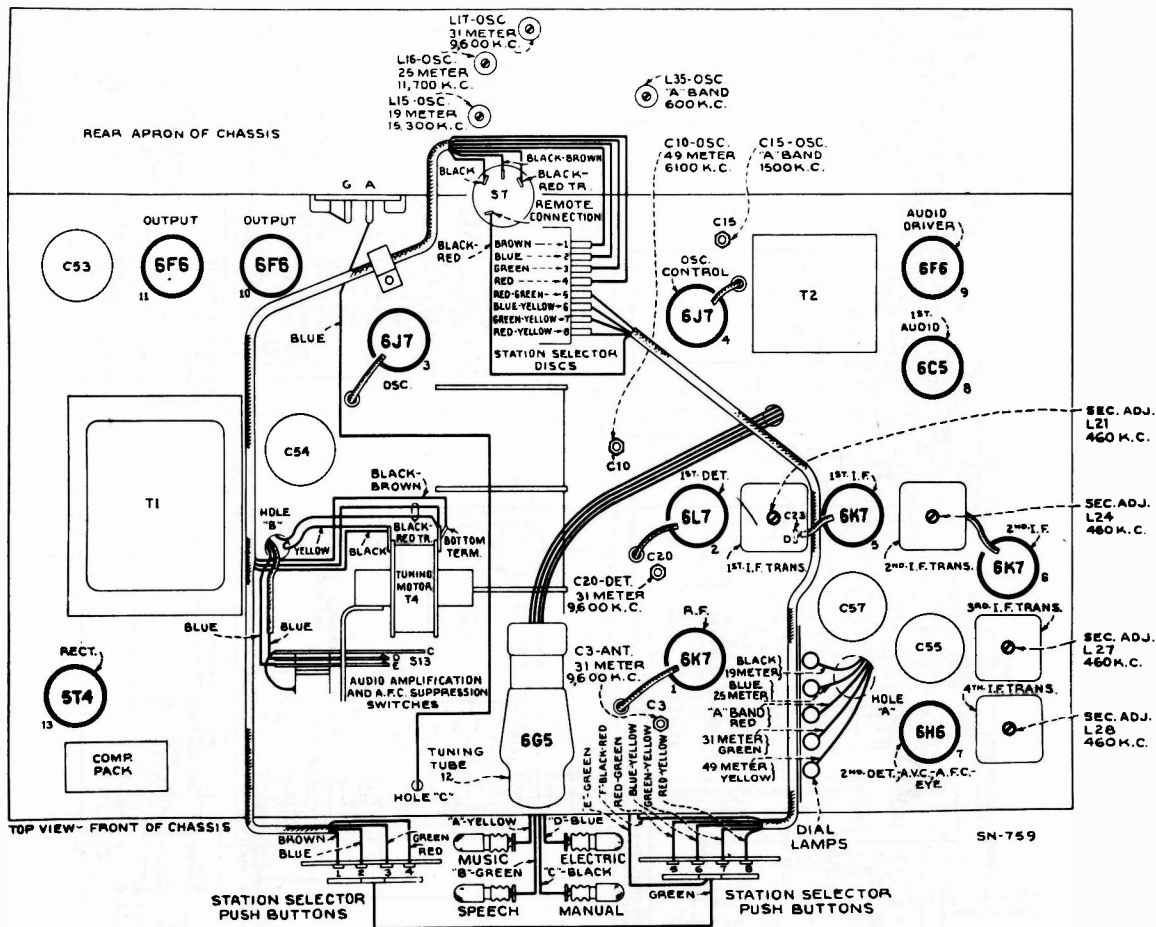 L17-OSC
31 METER
9,600 K.C.
L16-OSC.
25 METER
11,700 K.C.
L15-OSC.
19 METER
15,300 K.C.
L35-OSC
"A" BAND
600 K.C.
REAR APRON OF CHASSIS
C10-OSC.
49 METER
6100 K.C.
C15-OSC.
"A" BAND
1500 K.C.
BLACK-BROWN
BLACK
BLACK-
RED TR.
S7
REMOTE
CONNECTION
G A
BLACK-
RED
BROWN 1
BLUE 2
GREEN 3
RED 4
RED-GREEN 5
BLUE-YELLOW 6
GREEN-YELLOW 7
RED-YELLOW 8
STATION SELECTOR
DISCS
C53
OUTPUT
6F6
11
OUTPUT
6F6
10
BLUE
6J7
3
OSC.
C15
OSC.
CONTROL
6J7
4
T2
AUDIO
DRIVER
6F6
9
1ST.
AUDIO
6C5
8
T1
C54
C10
BLACK-
BROWN
HOLE
"B"
YELLOW
BLACK
BLACK-
RED TR.
BOTTOM
TERM.
TUNING
MOTOR
T4
BLUE
BLUE
C
D
E
S13
AUDIO AMPLIFICATION
AND A.F.C. SUPPRESSION
SWITCHES
1ST. DET.
6L7
2
C20
C20-DET.
31 METER
9,600 K.C.
C23
D
1ST. I.F. TRANS.
1ST. I.F.
6K7
5
2ND. I.F. TRANS.
2ND. I.F.
6K7
6
SEC. ADJ.
L21
460 K.C.
SEC. ADJ.
L24
460 K.C.
3RD. I.F. TRANS.
SEC. ADJ.
L27
460 K.C.
4TH. I.F. TRANS.
SEC. ADJ.
L28
460 K.C.
C57
C55
R.F.
6K7
1
C3-ANT.
31 METER
9,600 K.C.
C3
BLACK
19 METER
BLUE
25 METER
"A" BAND
RED
31 METER
GREEN
49 METER
YELLOW
HOLE
"A"
6H6
7
2ND. DET.-A.V.C.-A.F.C.-
EYE
DIAL
LAMPS
RECT.
5T4
13
COMP.
PACK
6G5
TUNING
TUBE
12
HOLE "C"
"E"-GREEN
"F"-BLACK-RED
RED-GREEN
BLUE-YELLOW
GREEN-YELLOW
RED-YELLOW
TOP VIEW - FRONT OF CHASSIS
SN-759
BROWN
BLUE
GREEN
RED
1 2 3 4
STATION SELECTOR
PUSH BUTTONS
"A"-YELLOW
"D"-BLUE
MUSIC
ELECTRIC
"B"-GREEN
"C"-BLACK
SPEECH
MANUAL
5 6 7 8
GREEN
STATION SELECTOR
PUSH BUTTONS